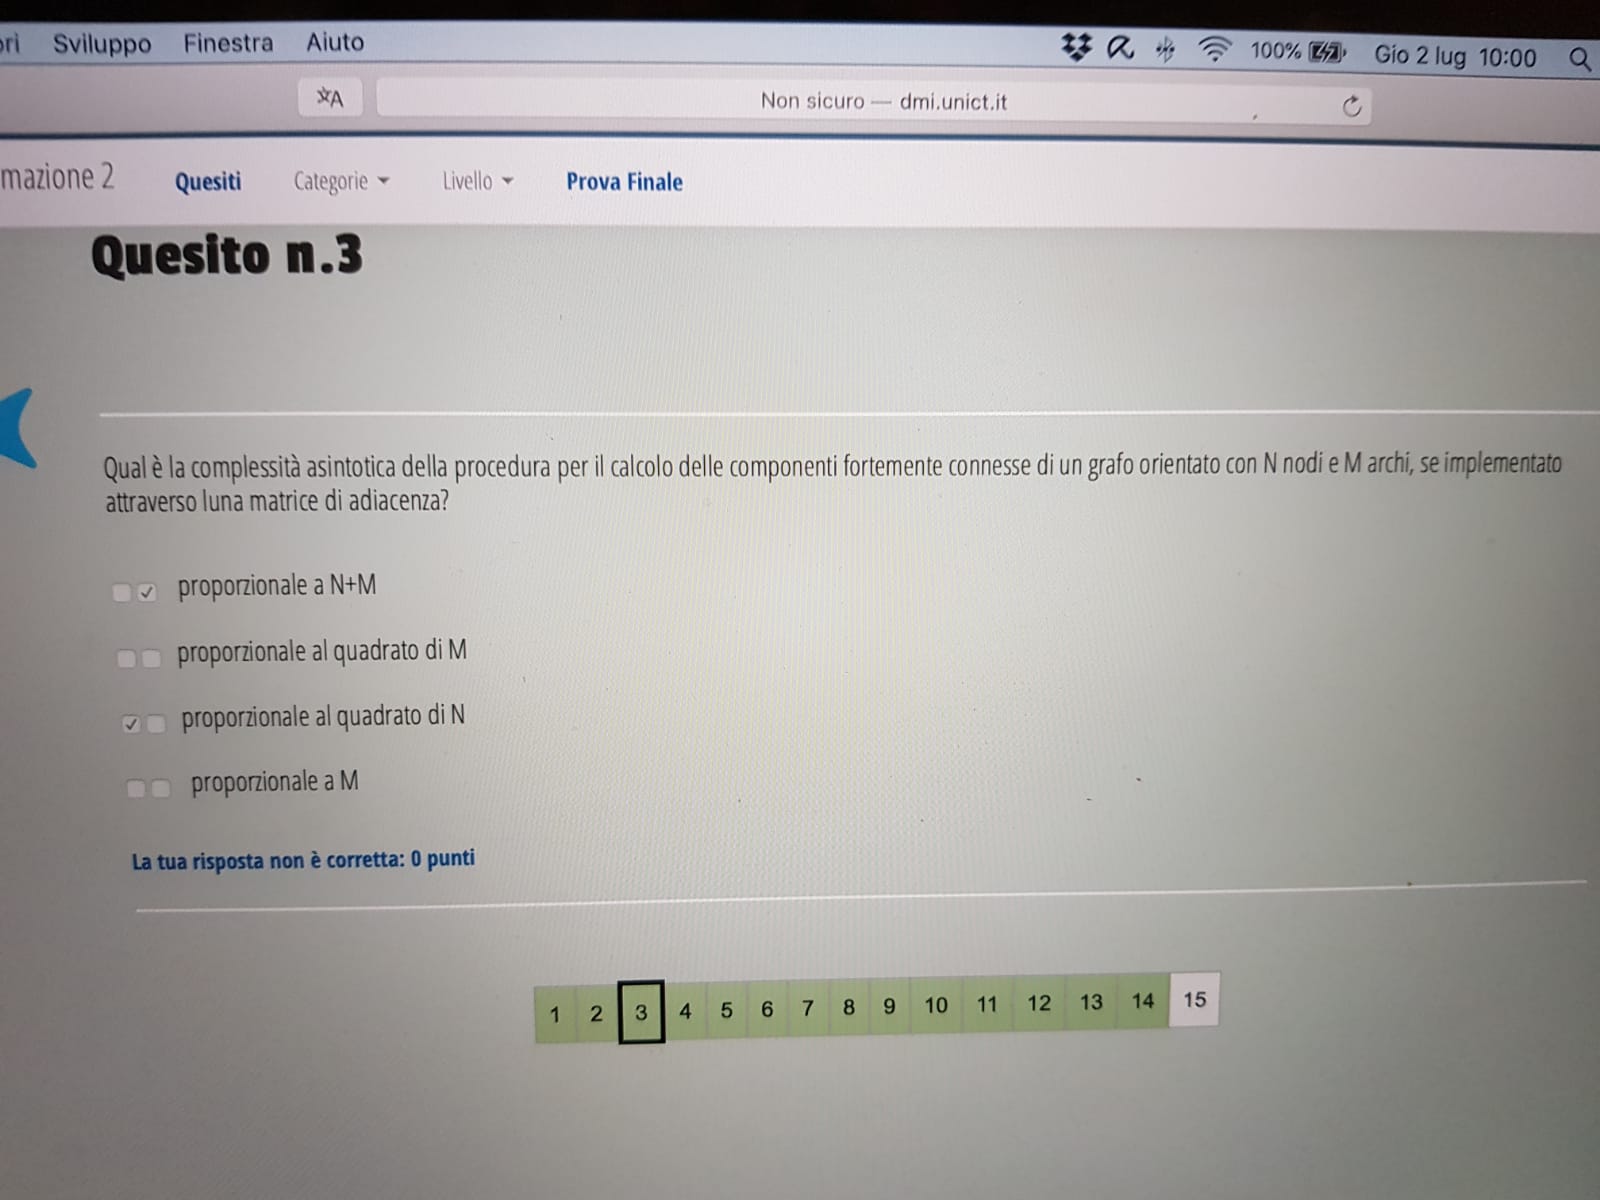 Sviluppo Finestra Aiuto 100% Gio 2 lug 10:00
Non sicuro — dmi.unict.it
mazione 2 Quesiti Categorie Livello Prova Finale
Quesito n.3
Qual è la complessità asintotica della procedura per il calcolo delle componenti fortemente connesse di un grafo orientato con N nodi e M archi, se implementato
attraverso luna matrice di adiacenza?
proporzionale a N+M
proporzionale al quadrato di M
proporzionale al quadrato di N
proporzionale a M
La tua risposta non è corretta: 0 punti
1 2 3 4 5 6 7 8 9 10 11 12 13 14 15